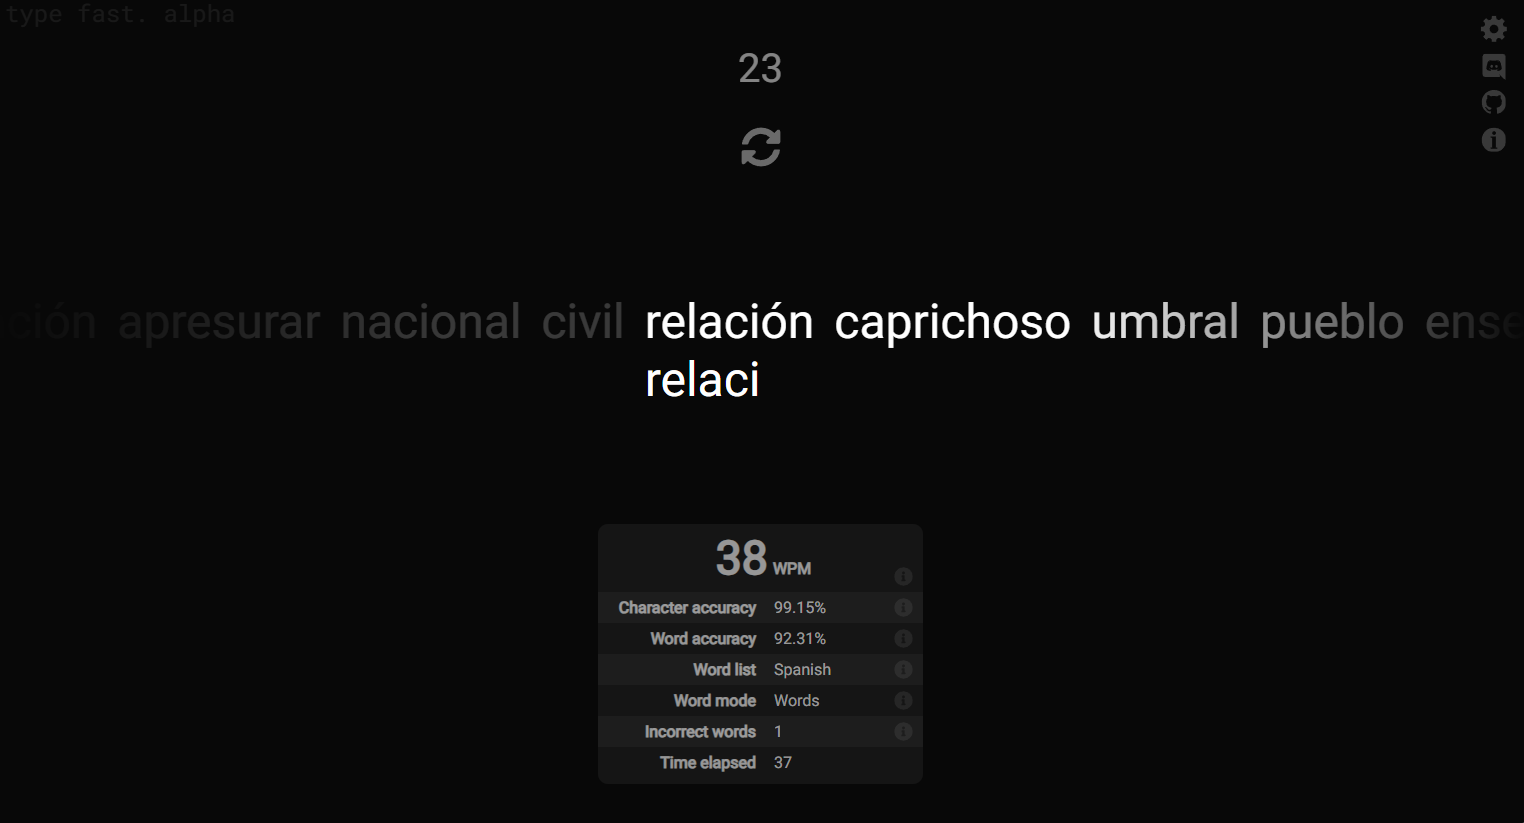 type fast. alpha
23
ción apresurar nacional civil relación caprichoso umbral pueblo ense
relaci
38 WPM
Character accuracy 99.15%
Word accuracy 92.31%
Word list Spanish
Word mode Words
Incorrect words 1
Time elapsed 37